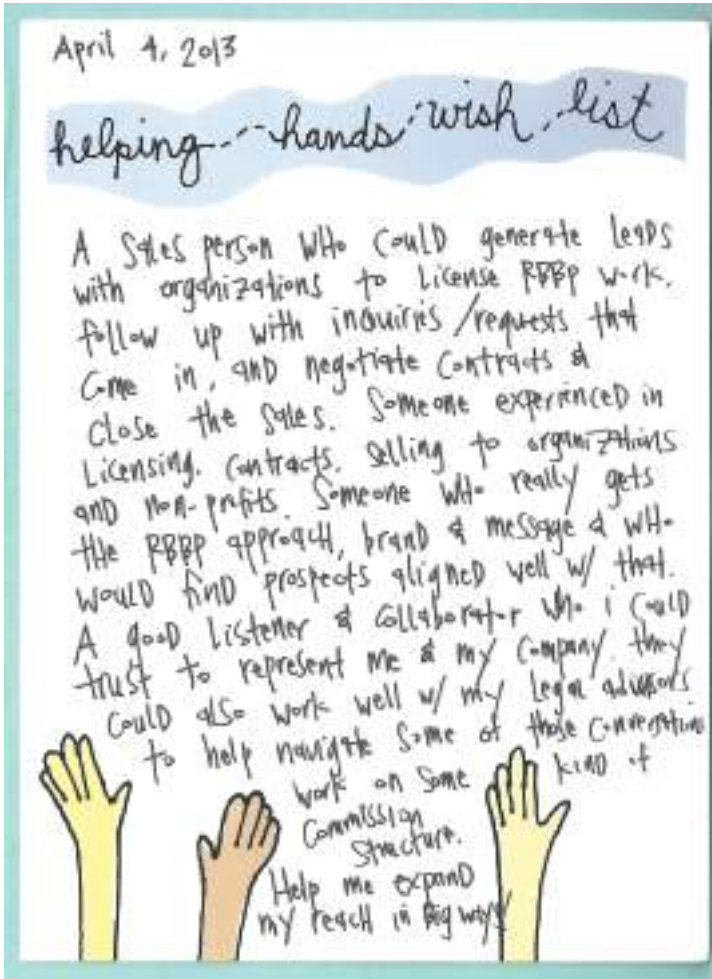 April 4, 2013
helping hands wish list
A sales person who could generate leads
with organizations to license RBBP work.
follow up with inquiries/requests that
come in, and negotiate contracts &
close the sales. Someone experienced in
licensing, contracts, selling to organizations
and non-profits. Someone who really gets
the RBBP approach, brand & message & who
would find prospects aligned well w/ that.
A good listener & collaborator who i could
trust to represent me & my company. they
could also work well w/ my legal advisors
to help navigate some of those conversations
work on some kind of
commission
structure.
Help me expand
my reach in big ways!